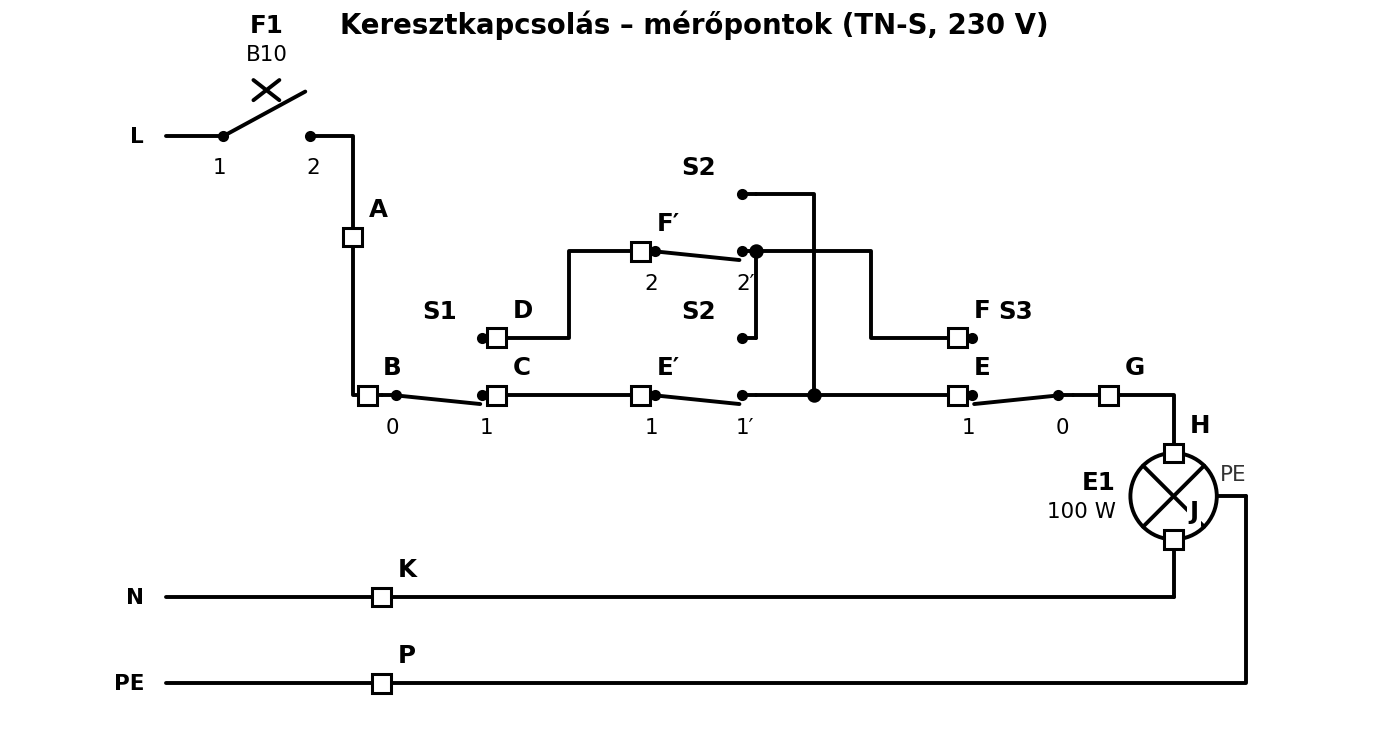 Keresztkapcsolás – mérőpontok (TN-S, 230 V)
F1
B10
L
1
2
A
S2
F′
2
2′
S1
D
S2
F
S3
B
C
E′
E
G
0
1
1
1′
1
0
H
E1
100 W
PE
J
K
N
P
PE